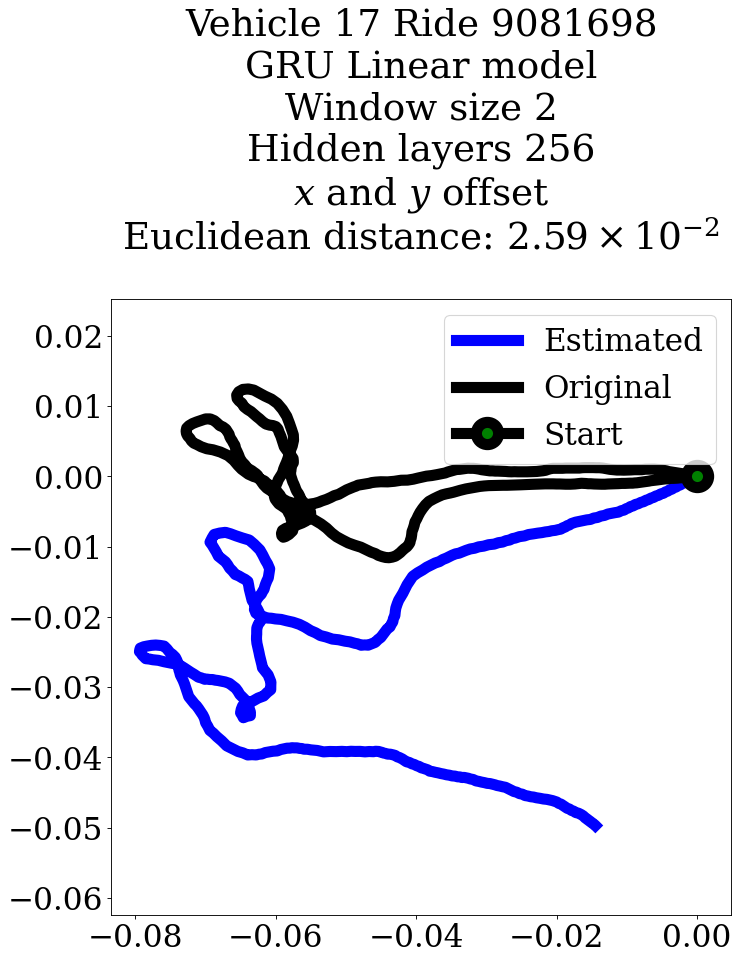 Vehicle 17 Ride 9081698
GRU Linear model
Window size 2
Hidden layers 256
x and y offset
Euclidean distance: 2.59 × 10⁻²
Estimated
Original
Start
0.02
0.01
0.00
−0.01
−0.02
−0.03
−0.04
−0.05
−0.06
−0.08 −0.06 −0.04 −0.02 0.00